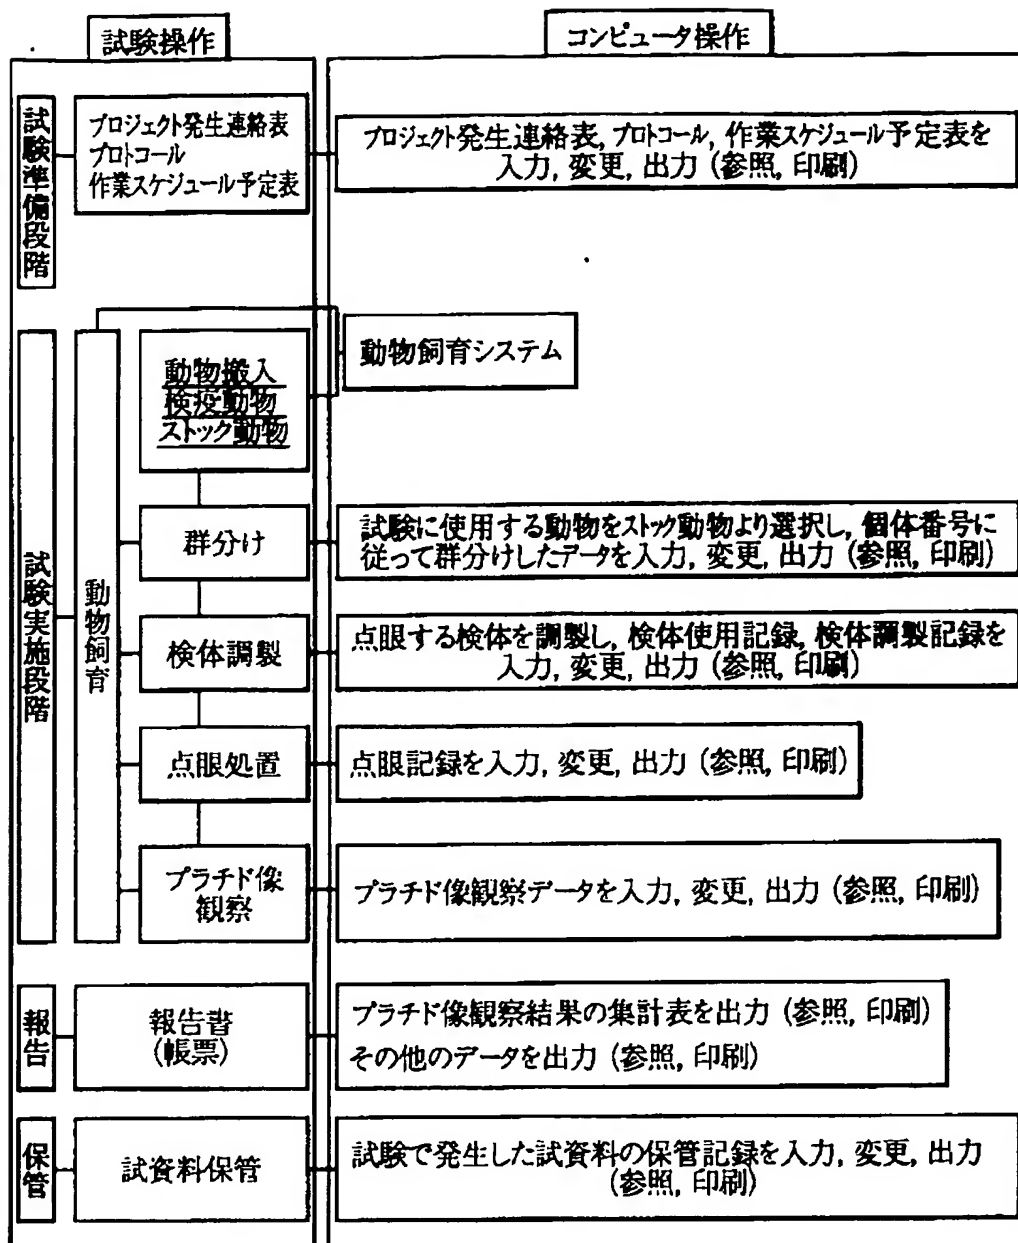 試験操作
コンピュータ操作
試験準備段階
プロジェクト発生連絡表
プロトコール
作業スケジュール予定表
プロジェクト発生連絡表, プロトコール, 作業スケジュール予定表を
入力, 変更, 出力 (参照, 印刷)
試験実施段階
動物飼育
動物搬入
検疫動物
ストック動物
動物飼育システム
群分け
試験に使用する動物をストック動物より選択し, 個体番号に
従って群分けしたデータを入力, 変更, 出力 (参照, 印刷)
検体調製
点眼する検体を調製し, 検体使用記録, 検体調製記録を
入力, 変更, 出力 (参照, 印刷)
点眼処置
点眼記録を入力, 変更, 出力 (参照, 印刷)
プラチド像
観察
プラチド像観察データを入力, 変更, 出力 (参照, 印刷)
報告
報告書
(帳票)
プラチド像観察結果の集計表を出力 (参照, 印刷)
その他のデータを出力 (参照, 印刷)
保管
試資料保管
試験で発生した試資料の保管記録を入力, 変更, 出力
(参照, 印刷)